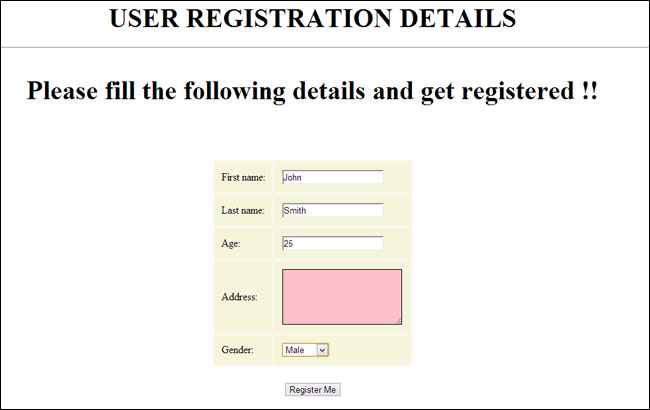 USER REGISTRATION DETAILS
Please fill the following details and get registered !!
First name: John
Last name: Smith
Age: 25
Address:
Gender: Male
Register Me